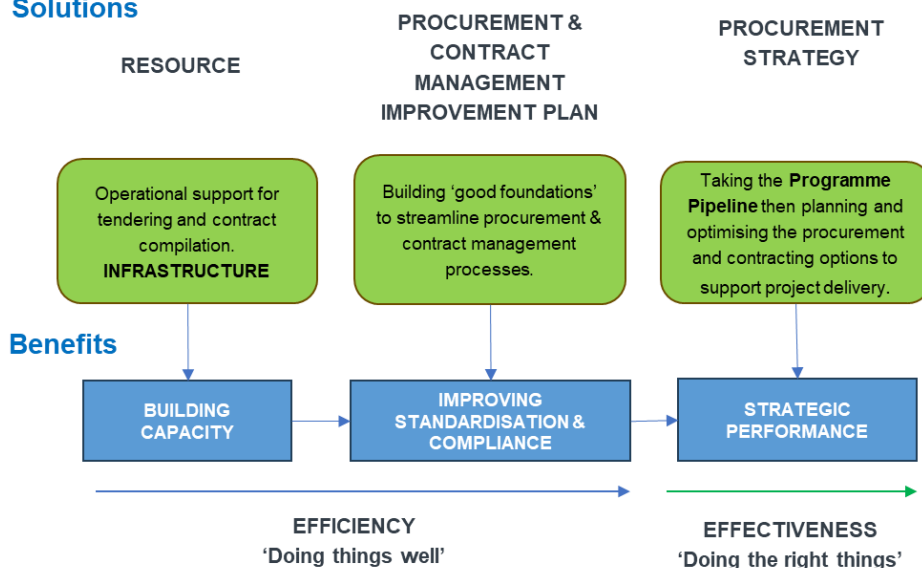 Solutions
RESOURCE
PROCUREMENT &
CONTRACT
MANAGEMENT
IMPROVEMENT PLAN
PROCUREMENT
STRATEGY
Operational support for
tendering and contract
compilation.
INFRASTRUCTURE
Building ‘good foundations’
to streamline procurement &
contract management
processes.
Taking the Programme
Pipeline then planning and
optimising the procurement
and contracting options to
support project delivery.
Benefits
BUILDING
CAPACITY
IMPROVING
STANDARDISATION &
COMPLIANCE
STRATEGIC
PERFORMANCE
EFFICIENCY
‘Doing things well’
EFFECTIVENESS
‘Doing the right things’